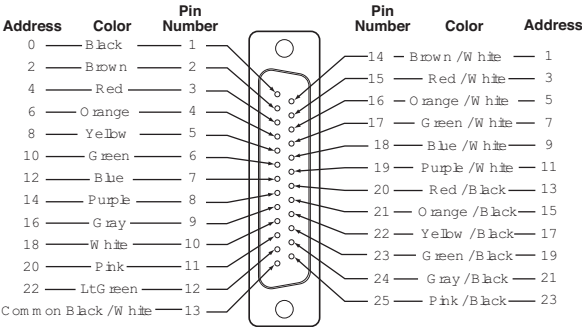 Address Color Pin Number
0 Black 1
2 Brown 2
4 Red 3
6 Orange 4
8 Yellow 5
10 Green 6
12 Blue 7
14 Purple 8
16 Gray 9
18 White 10
20 Pink 11
22 LtGreen 12
Common Black/White 13
Pin Number Color Address
14 Brown/White 1
15 Red/White 3
16 Orange/White 5
17 Green/White 7
18 Blue/White 9
19 Purple/White 11
20 Red/Black 13
21 Orange/Black 15
22 Yellow/Black 17
23 Green/Black 19
24 Gray/Black 21
25 Pink/Black 23